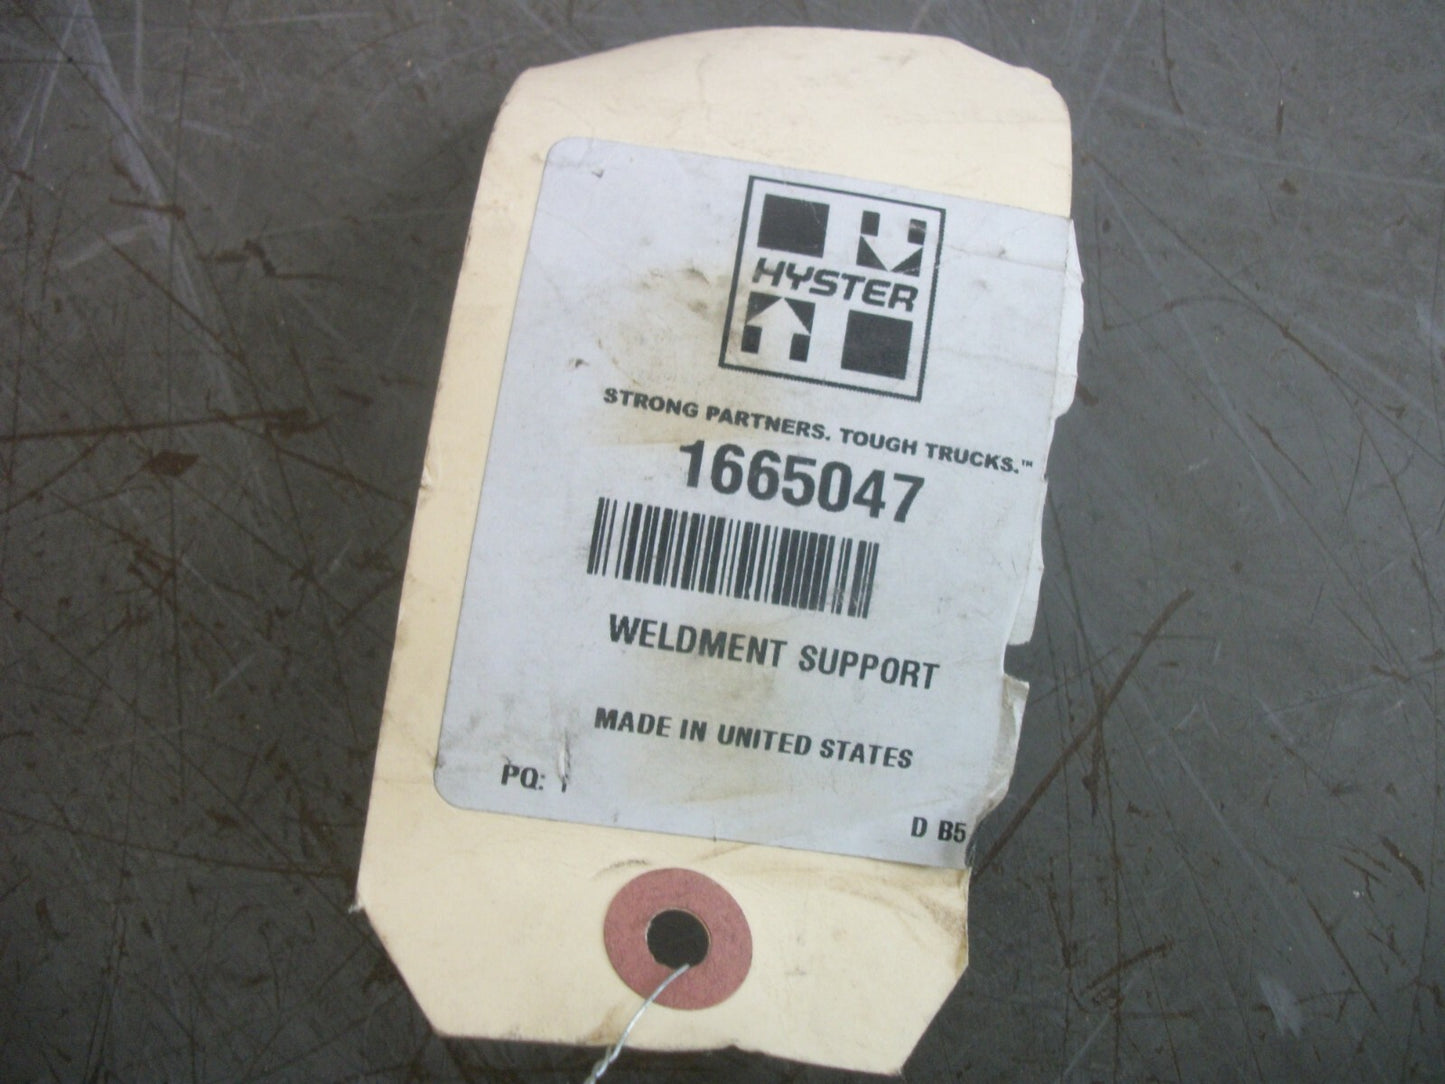 HYSTER
STRONG PARTNERS. TOUGH TRUCKS.™
1665047
WELDMENT SUPPORT
MADE IN UNITED STATES
PQ: 1
D B5